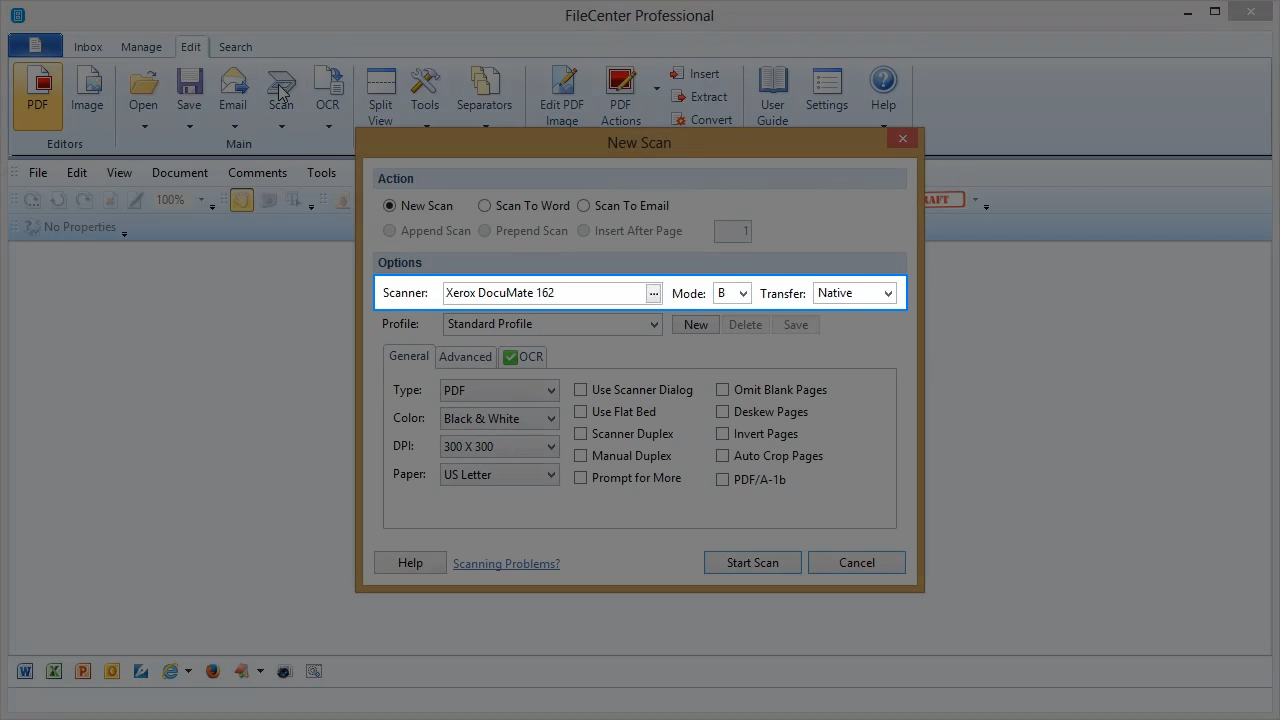 FileCenter Professional
Inbox Manage Edit Search
PDF Image Open Save Email Scan OCR Split View Tools Separators Edit PDF Image PDF Actions Insert Extract Convert User Guide Settings Help
Editors Main
New Scan
File Edit View Document Comments Tools
Action
100%
New Scan Scan To Word Scan To Email
RAFT
No Properties
Append Scan Prepend Scan Insert After Page 1
Options
Scanner: Xerox DocuMate 162 ... Mode: B Transfer: Native
Profile: Standard Profile New Delete Save
General Advanced OCR
Type: PDF Use Scanner Dialog Omit Blank Pages
Color: Black & White Use Flat Bed Deskew Pages
Scanner Duplex Invert Pages
DPI: 300 X 300 Manual Duplex Auto Crop Pages
Paper: US Letter Prompt for More PDF/A-1b
Help Scanning Problems? Start Scan Cancel